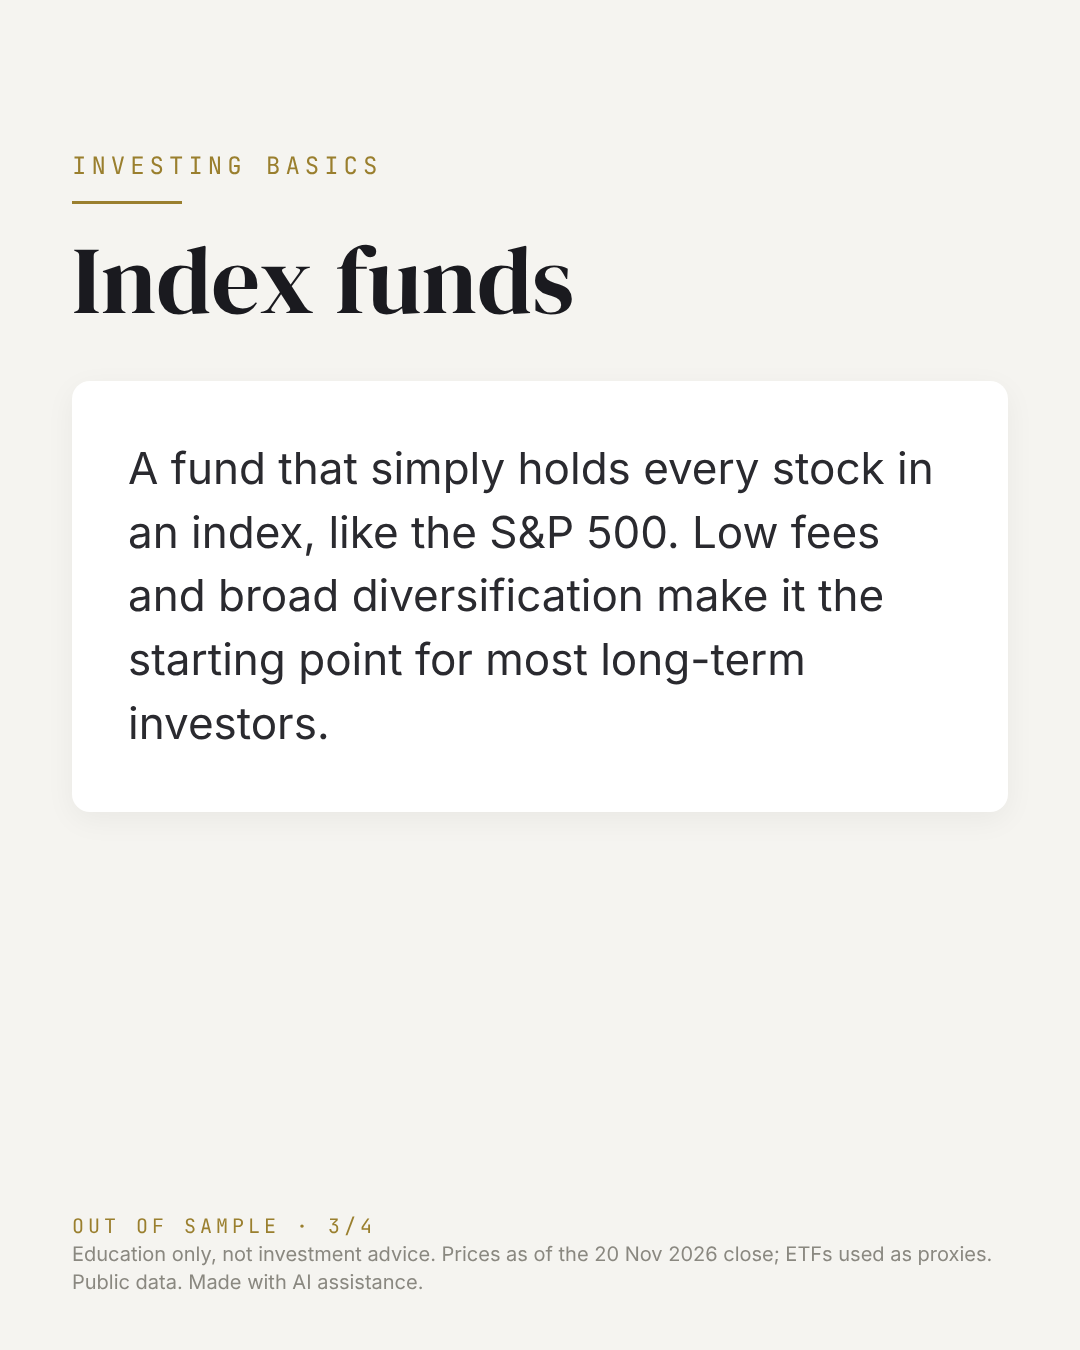 INVESTING BASICS
Index funds
A fund that simply holds every stock in
an index, like the S&P 500. Low fees
and broad diversification make it the
starting point for most long-term
investors.
OUT OF SAMPLE · 3/4
Education only, not investment advice. Prices as of the 20 Nov 2026 close; ETFs used as proxies.
Public data. Made with AI assistance.